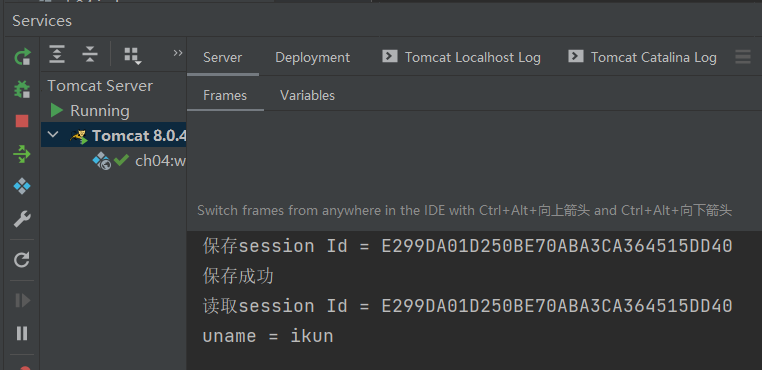 Services
Server
Deployment
Tomcat Localhost Log
Tomcat Catalina Log
Tomcat Server
Running
Tomcat 8.0.4
ch04:w
Frames
Variables
Switch frames from anywhere in the IDE with Ctrl+Alt+向上箭头 and Ctrl+Alt+向下箭头
保存session Id = E299DA01D250BE70ABA3CA364515DD40
保存成功
读取session Id = E299DA01D250BE70ABA3CA364515DD40
uname = ikun